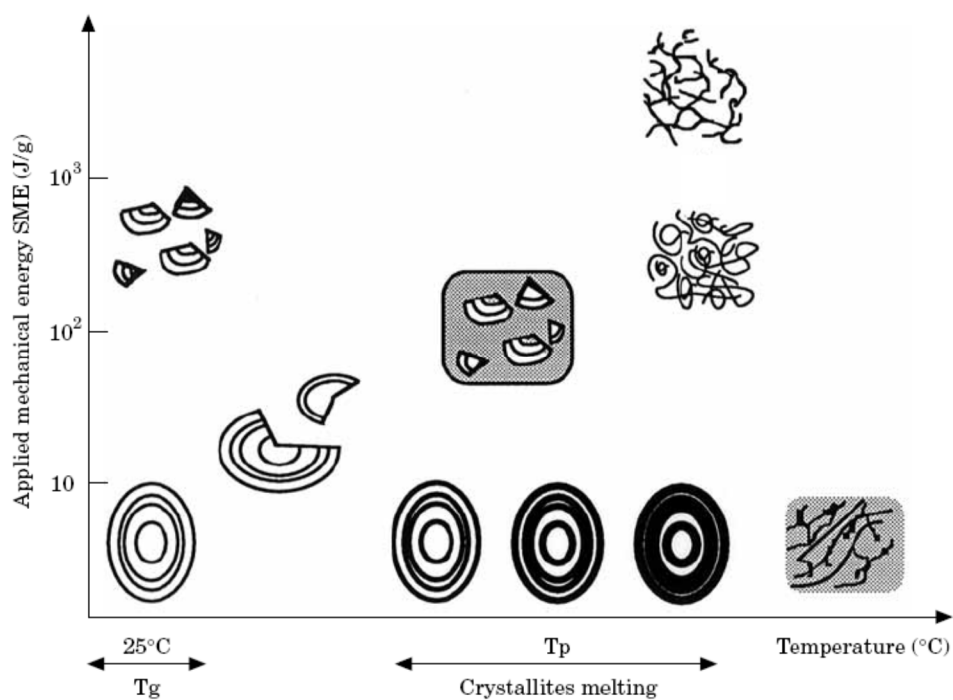 Applied mechanical energy SME (J/g)
10³
10²
10
25°C
Tp
Temperature (°C)
Tg
Crystallites melting